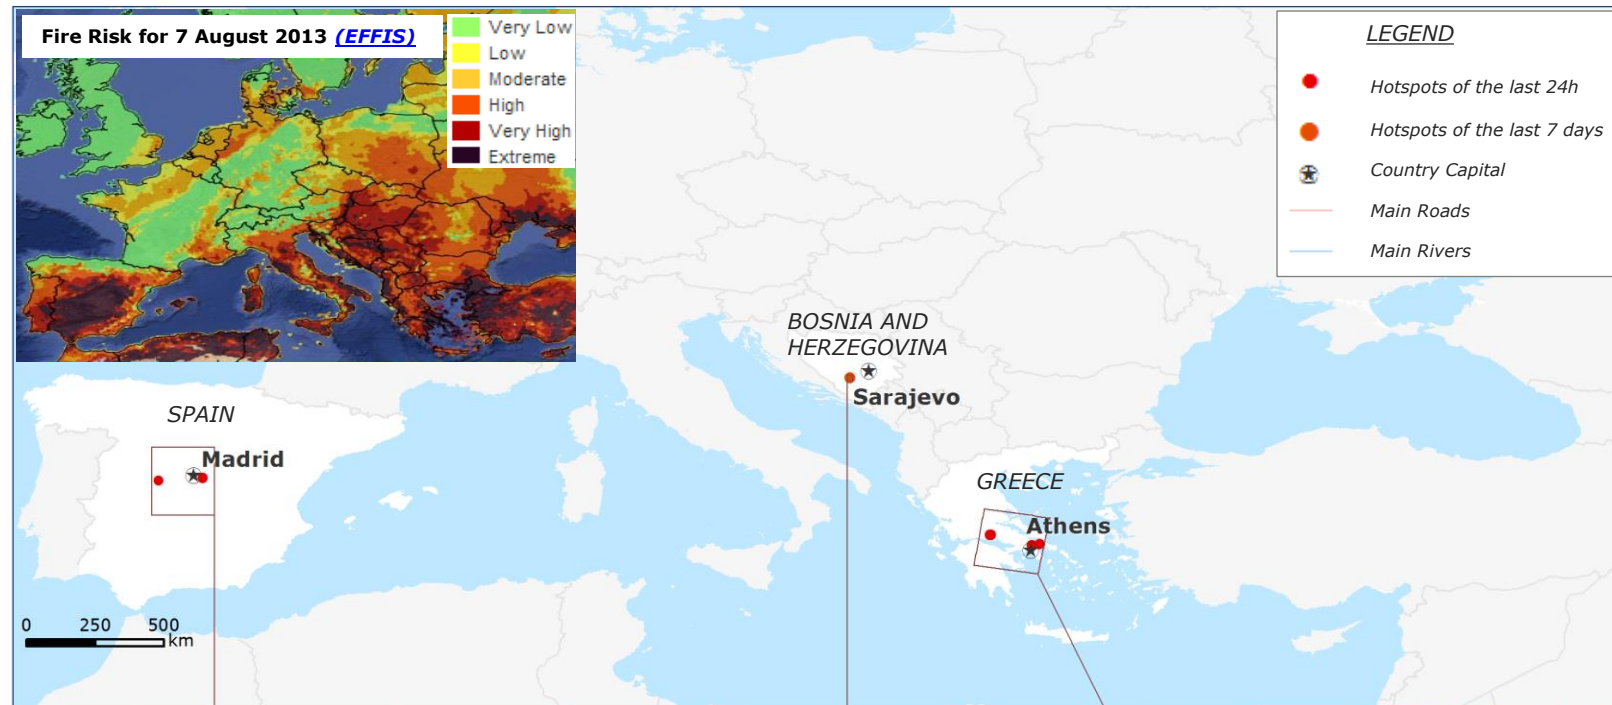 Fire Risk for 7 August 2013 (EFFIS)
Very Low
Low
Moderate
High
Very High
Extreme
LEGEND
Hotspots of the last 24h
Hotspots of the last 7 days
Country Capital
Main Roads
Main Rivers
BOSNIA AND
HERZEGOVINA
Sarajevo
SPAIN
Madrid
GREECE
Athens
0 250 500
km